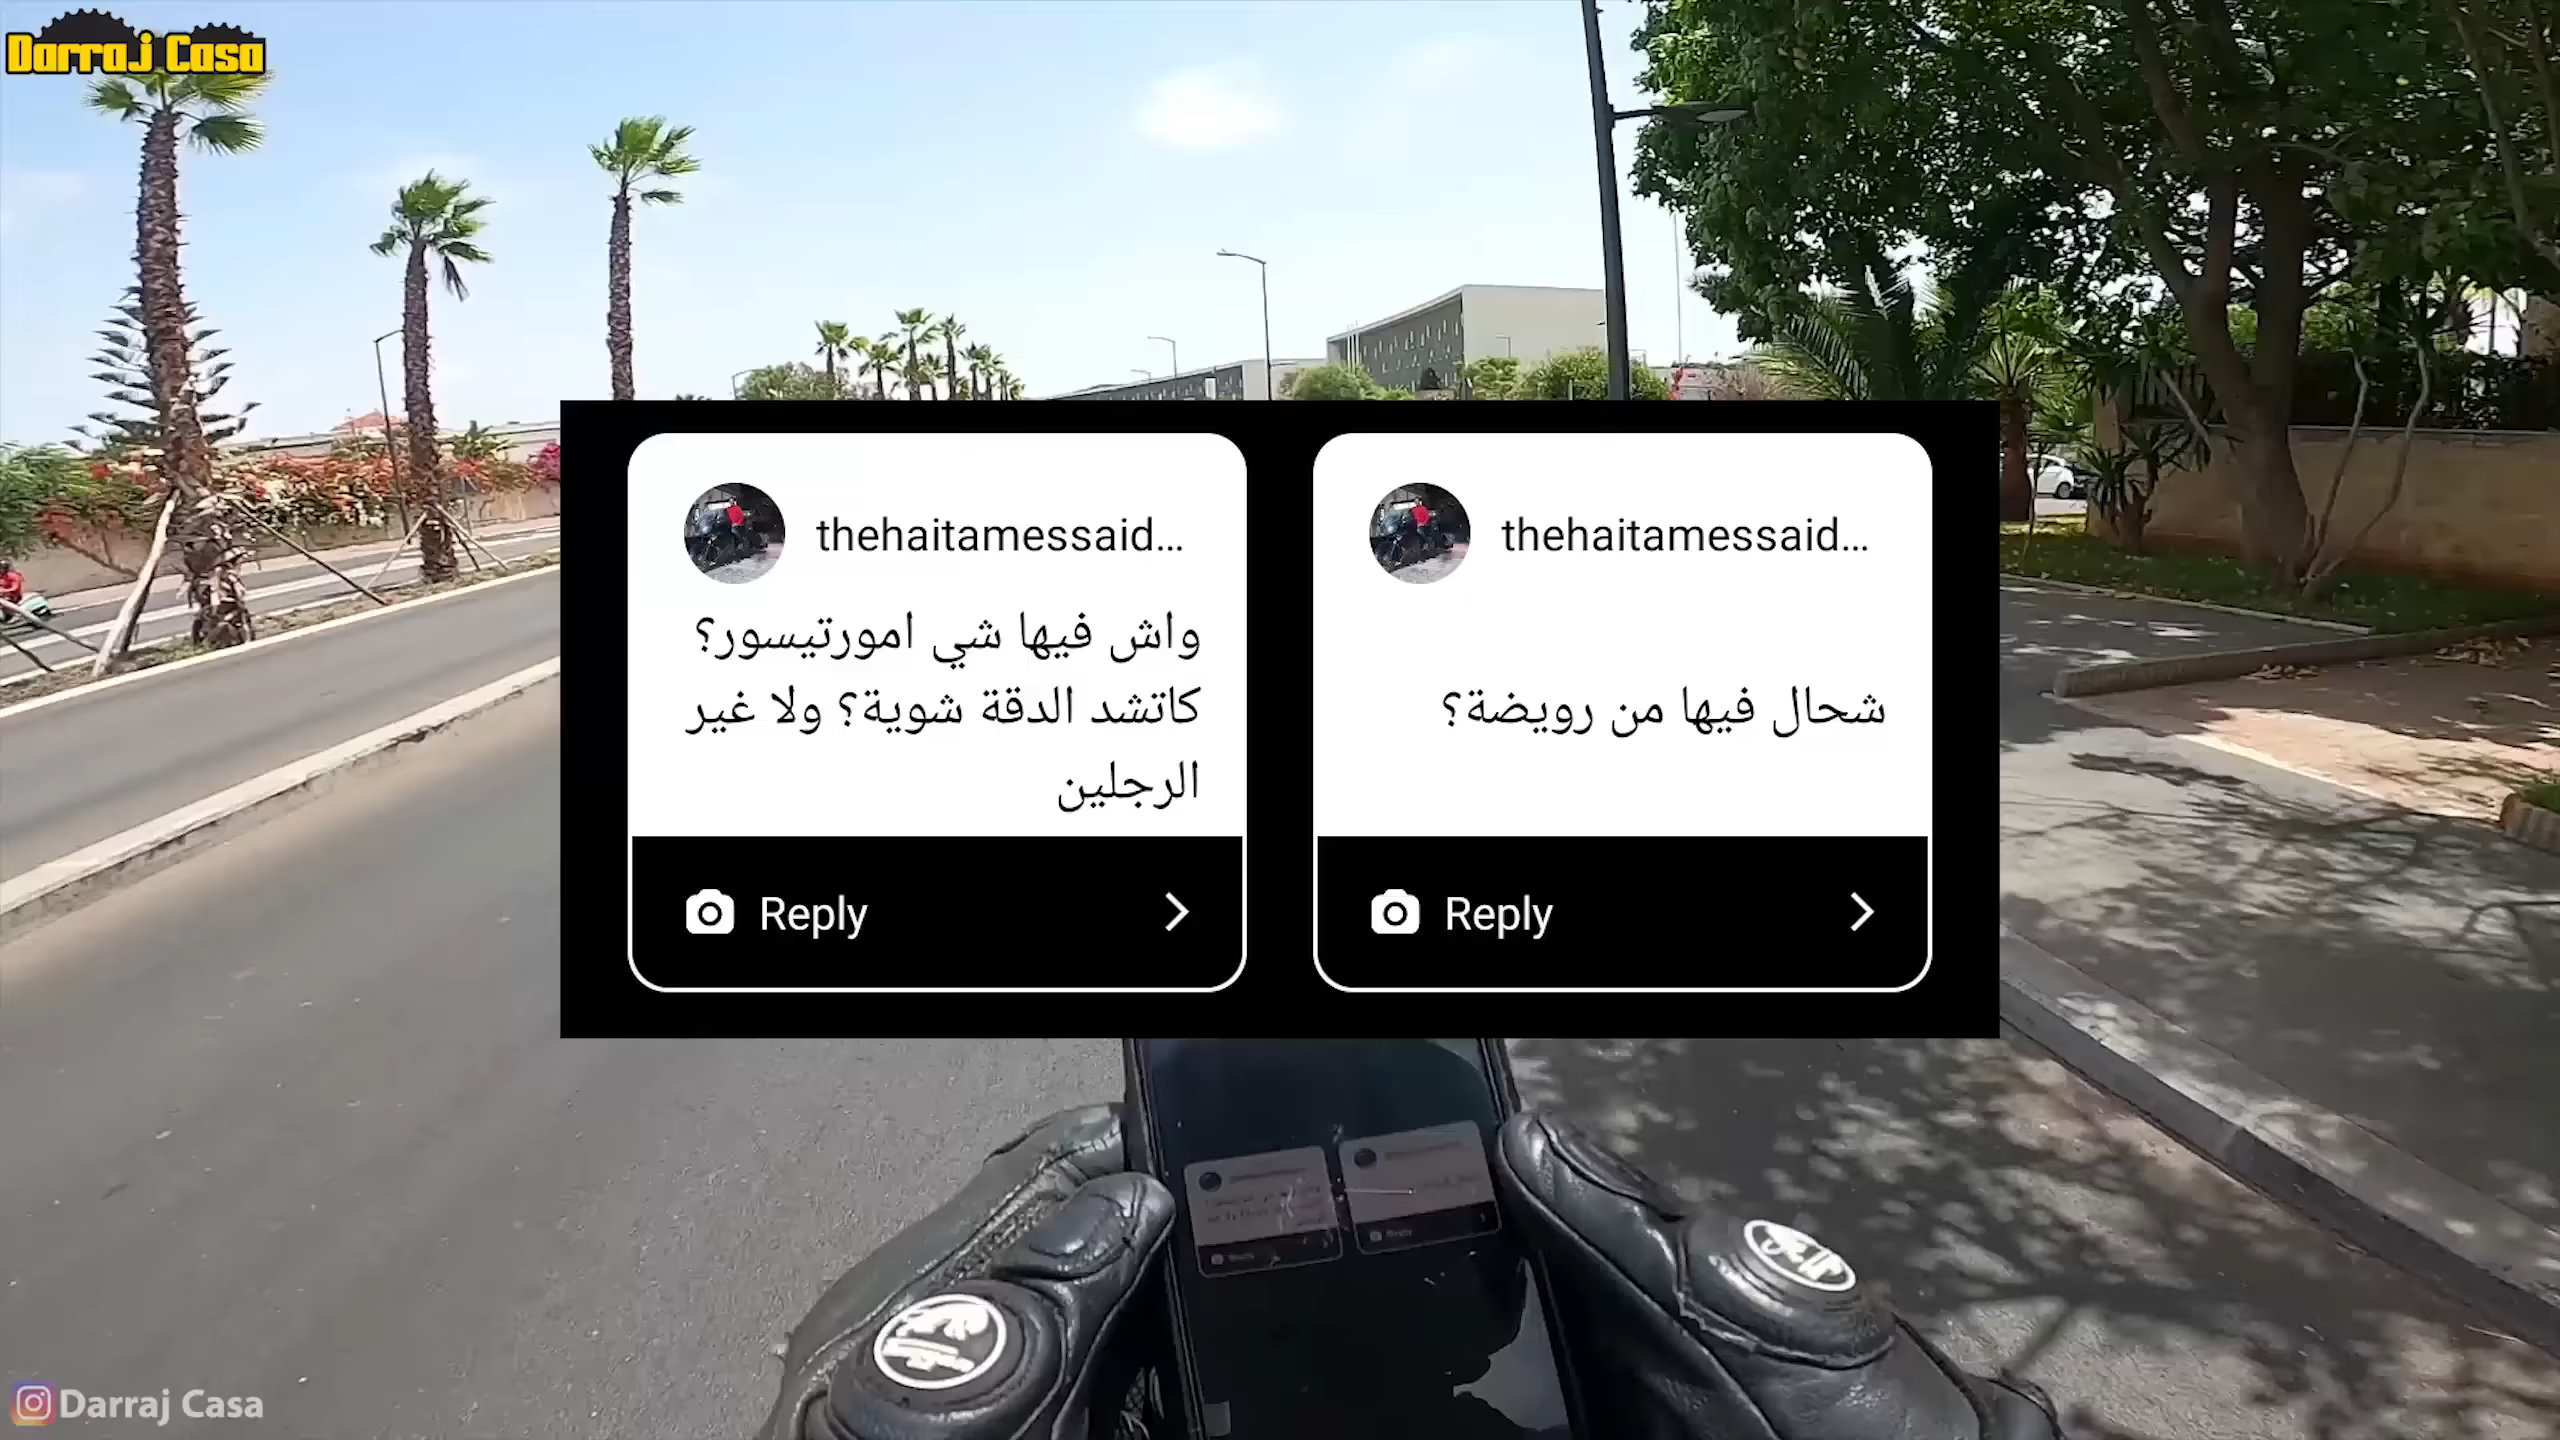 Darraj Casa
thehaitamessaid...
واش فيها شي امورتيسور؟
كاتشد الدقة شوية؟ ولا غير
الرجلين
Reply
thehaitamessaid...
شحال فيها من رويضة؟
Reply
Darraj Casa